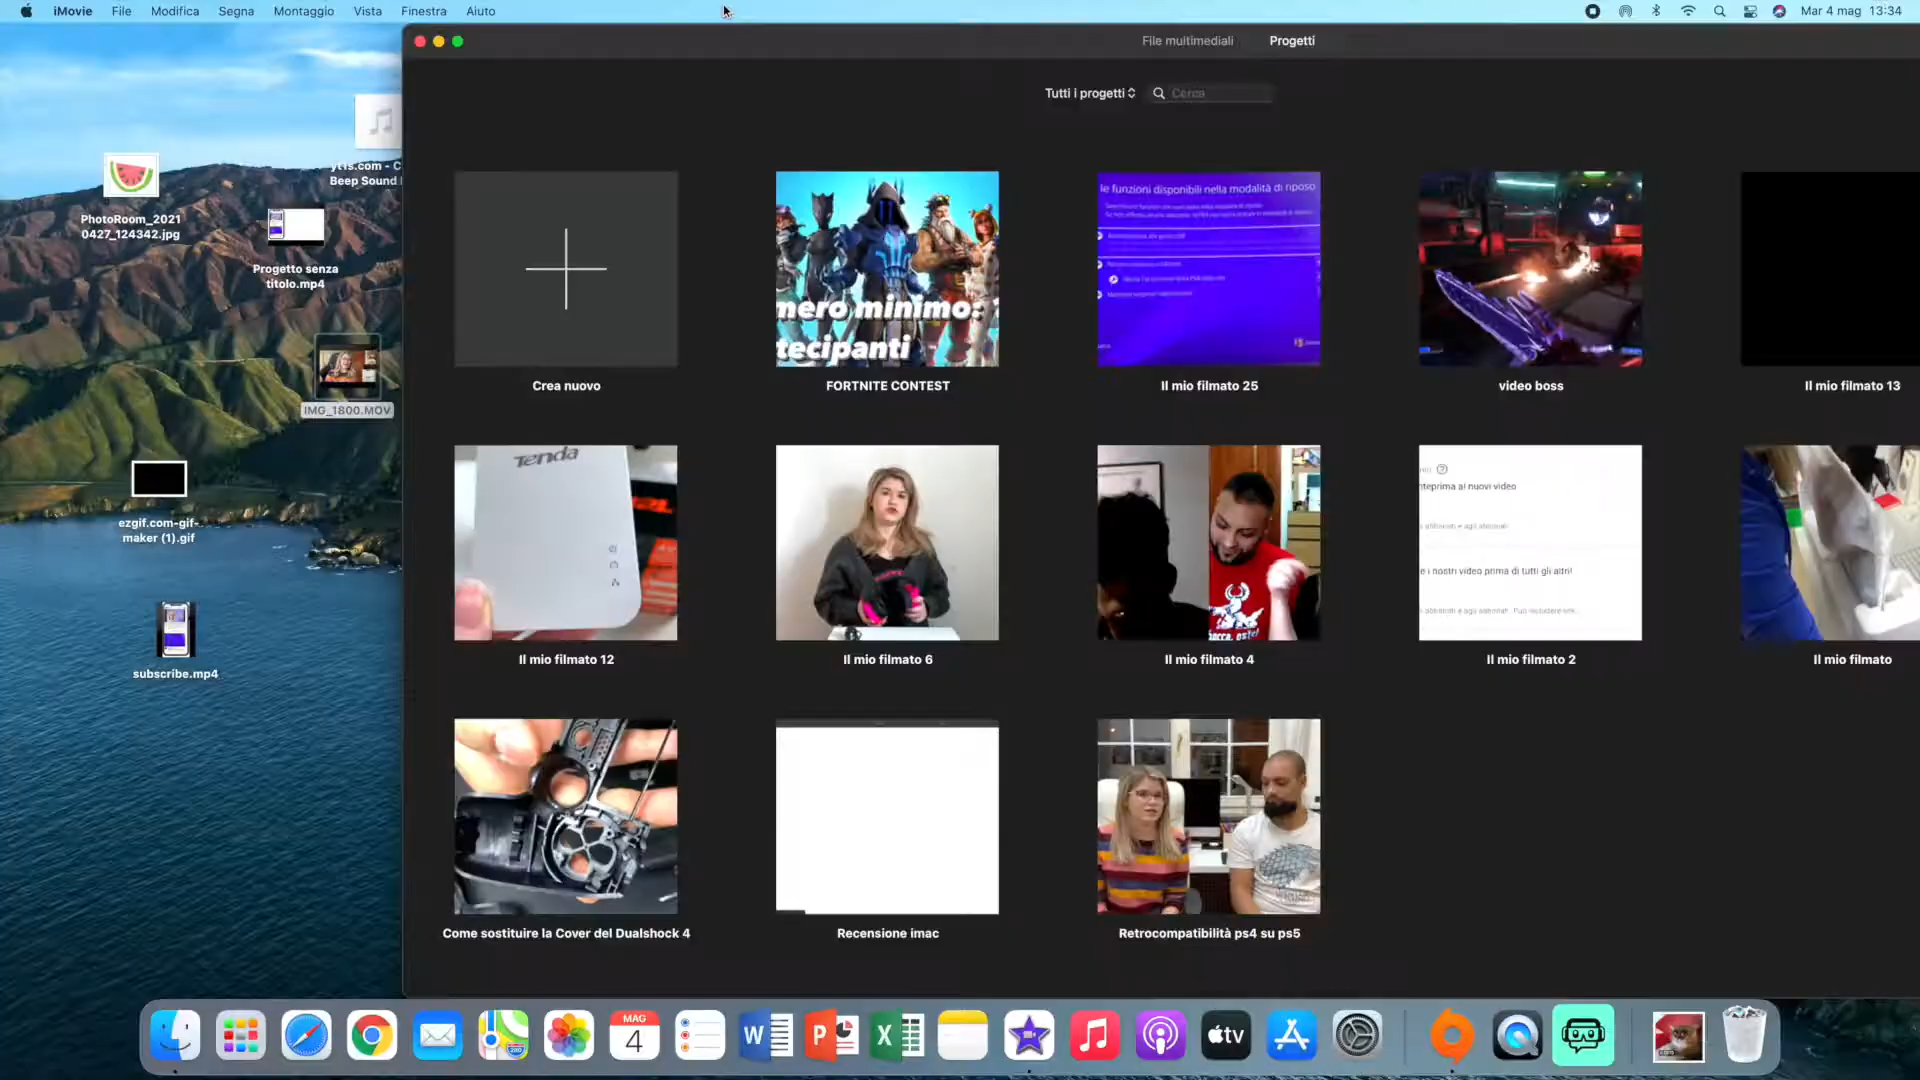 iMovie File Modifica Segna Montaggio Vista Finestra Aiuto
Mar 4 mag 13:34
File multimediali Progetti
Tutti i progetti
Cerca
yt1s.com - C
Beep Sound
PhotoRoom_2021
0427_124342.jpg
Progetto senza
titolo.mp4
IMG_1800.MOV
ezgif.com-gif-
maker (1).gif
subscribe.mp4
Crea nuovo
nero minimo:
tecipanti
FORTNITE CONTEST
le funzioni disponibili nella modalità di riposo
Il mio filmato 25
video boss
Il mio filmato 13
Tenda
Il mio filmato 12
Il mio filmato 6
Il mio filmato 4
nteprima ai nuovi video
e i nostri video prima di tutti gli altri!
Il mio filmato 2
Il mio filmato
Come sostituire la Cover del Dualshock 4
Recensione imac
Retrocompatibilità ps4 su ps5
MAG
4
W
P
X
tv